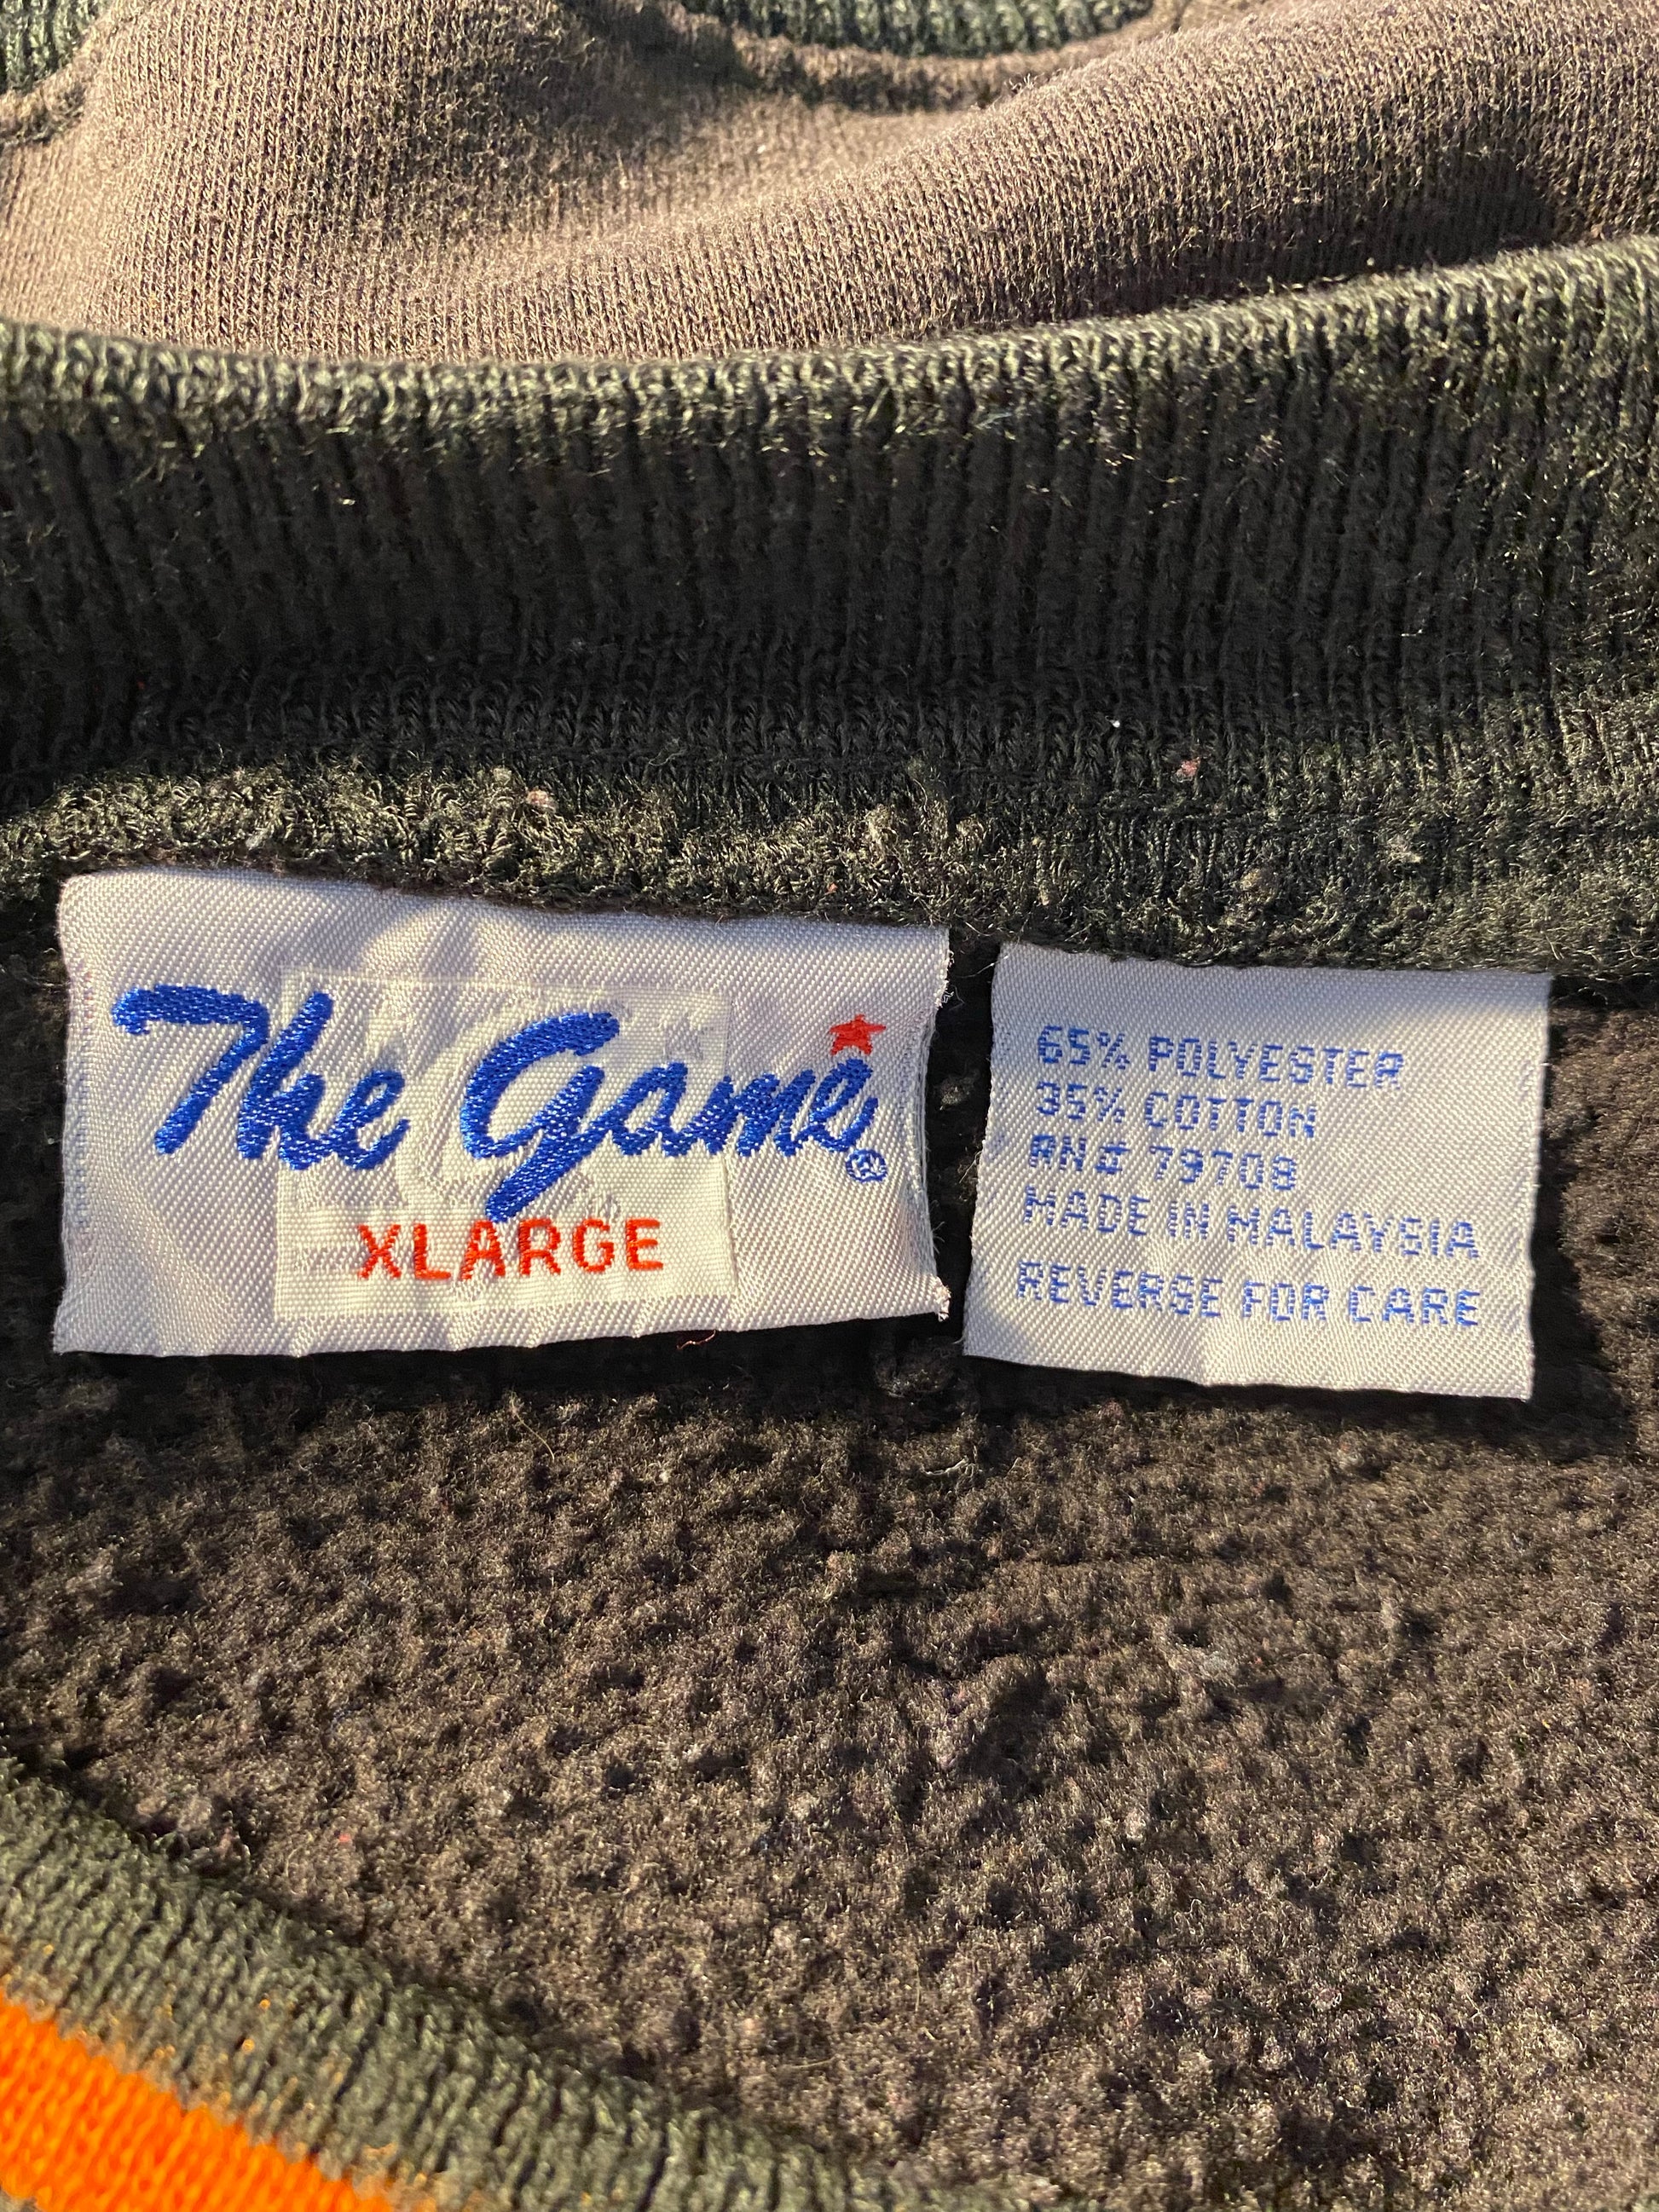 The Game®
XLARGE
65% POLYESTER
35% COTTON
RN# 79708
MADE IN MALAYSIA
REVERSE FOR CARE